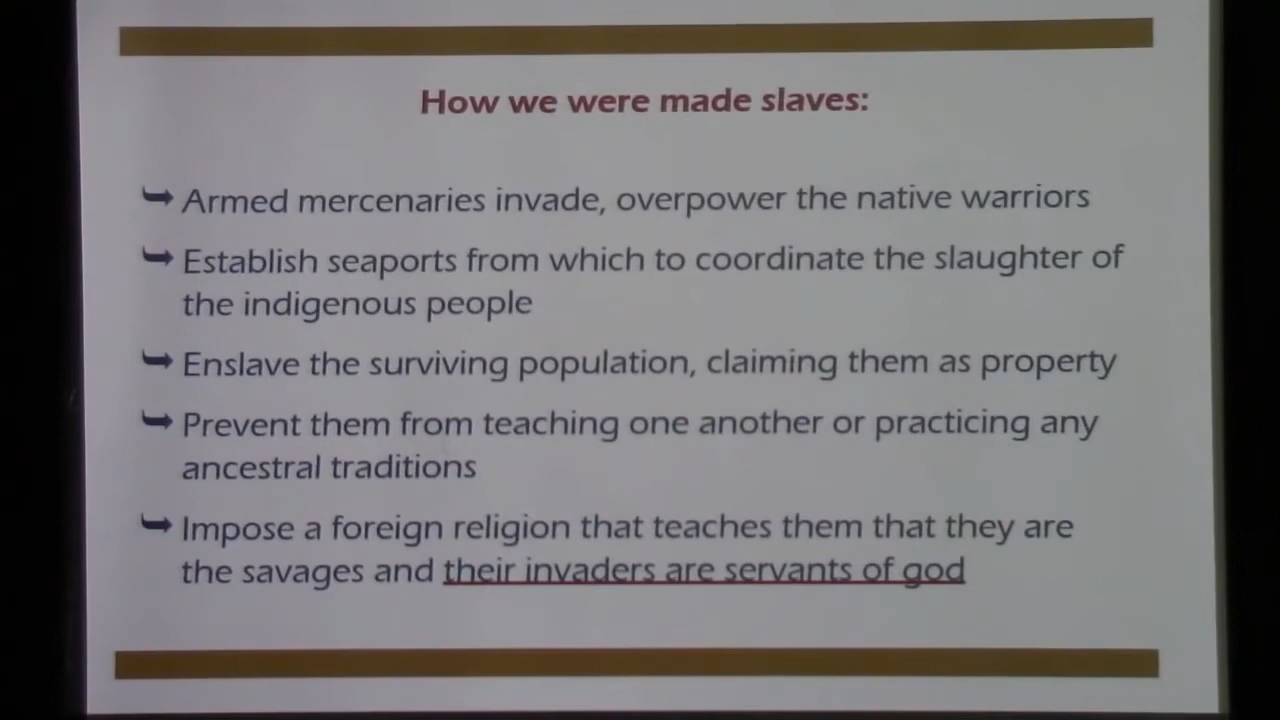 How we were made slaves:
Armed mercenaries invade, overpower the native warriors
Establish seaports from which to coordinate the slaughter of
the indigenous people
Enslave the surviving population, claiming them as property
Prevent them from teaching one another or practicing any
ancestral traditions
Impose a foreign religion that teaches them that they are
the savages and their invaders are servants of god